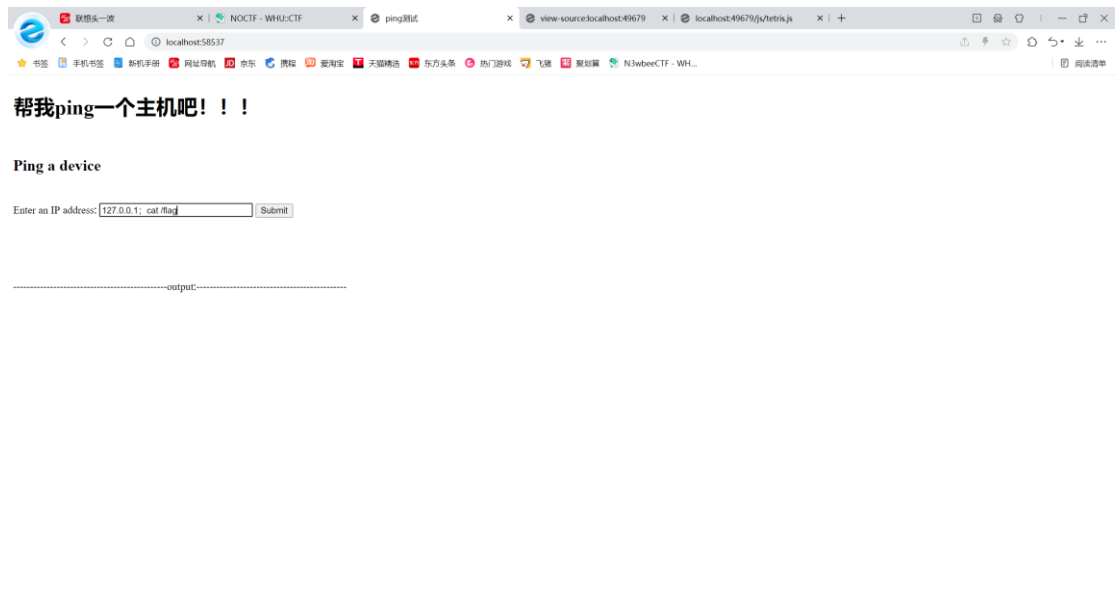 联想头一波 NOCTF - WHU::CTF ping测试 view-source:localhost:49679 localhost:49679/js/tetris.js
localhost:58537
书签 手机书签 新机手册 网址导航 JD 京东 携程 爱淘宝 T 天猫精选 东方头条 热门游戏 飞猪 聚划算 N3wbeeCTF - WH...
阅读清单
帮我ping一个主机吧！！！
Ping a device
Enter an IP address: 127.0.0.1; cat /flag Submit
---------------------------------------------output:---------------------------------------------